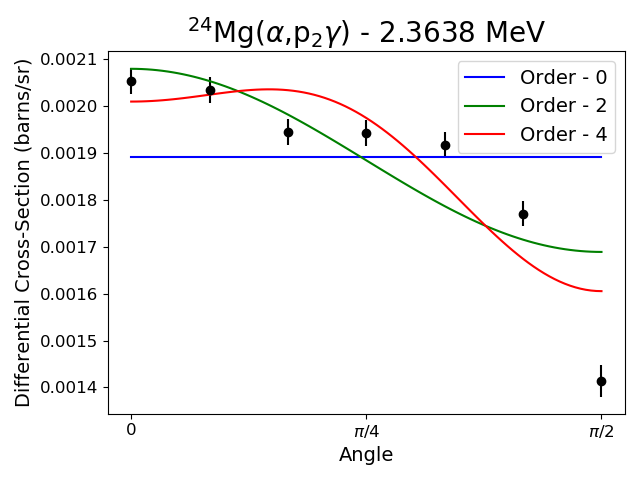 ²⁴Mg(α,p₂γ) - 2.3638 MeV
Differential Cross-Section (barns/sr)
0.0021
0.0020
0.0019
0.0018
0.0017
0.0016
0.0015
0.0014
Order - 0
Order - 2
Order - 4
0
π/4
π/2
Angle